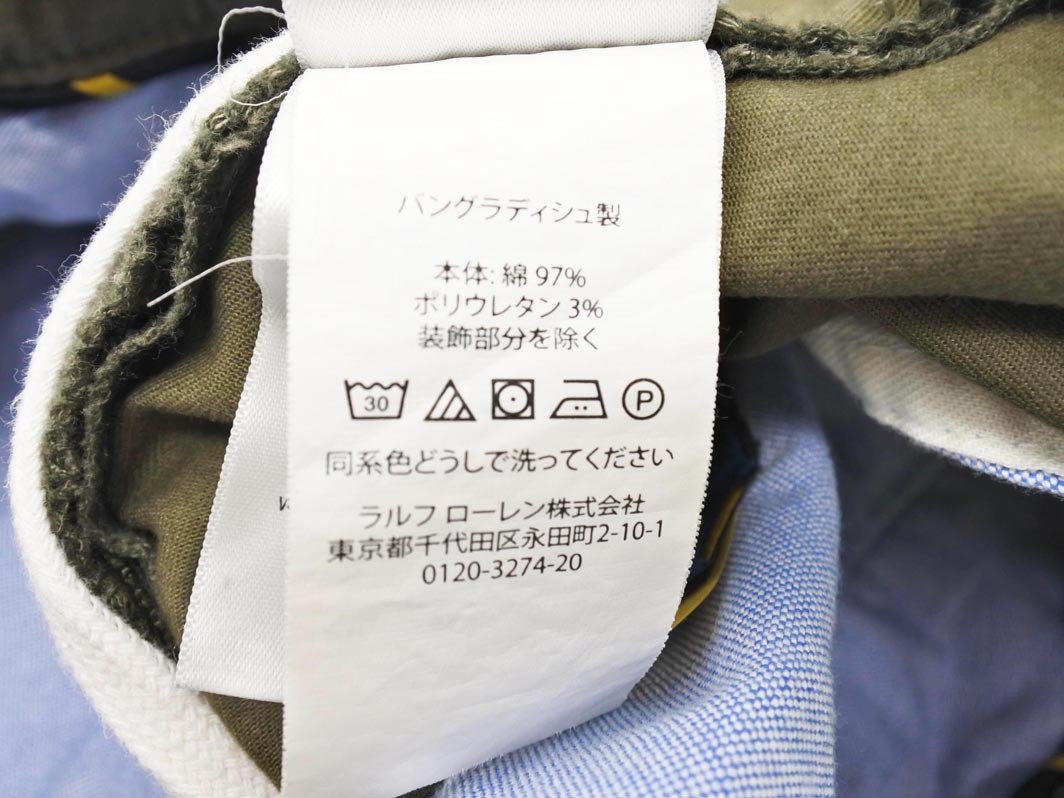 バングラディシュ製
本体: 綿 97%
ポリウレタン 3%
装飾部分を除く
30 P
同系色どうしで洗ってください
ラルフ ローレン株式会社
東京都千代田区永田町2-10-1
0120-3274-20